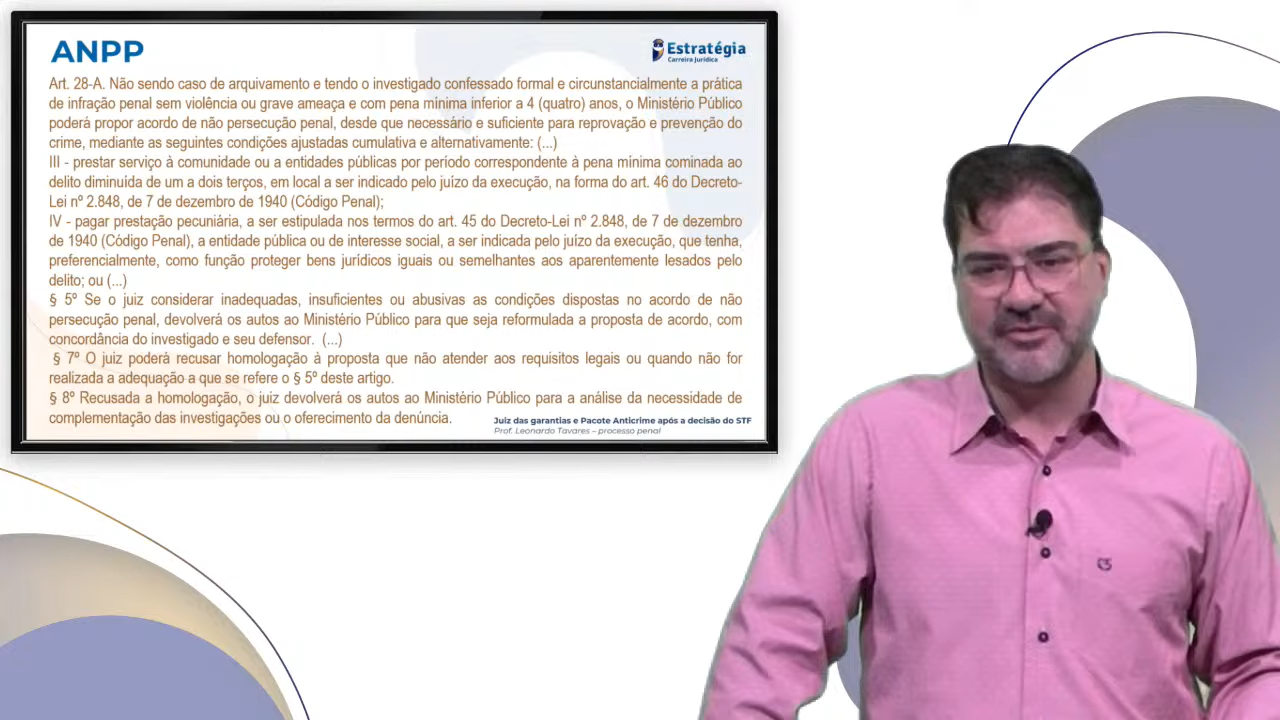 ANPP
Estratégia
Carreira Jurídica
Art. 28-A. Não sendo caso de arquivamento e tendo o investigado confessado formal e circunstancialmente a prática
de infração penal sem violência ou grave ameaça e com pena mínima inferior a 4 (quatro) anos, o Ministério Público
poderá propor acordo de não persecução penal, desde que necessário e suficiente para reprovação e prevenção do
crime, mediante as seguintes condições ajustadas cumulativa e alternativamente: (...)
III - prestar serviço à comunidade ou a entidades públicas por período correspondente à pena mínima cominada ao
delito diminuída de um a dois terços, em local a ser indicado pelo juízo da execução, na forma do art. 46 do Decreto-
Lei nº 2.848, de 7 de dezembro de 1940 (Código Penal);
IV - pagar prestação pecuniária, a ser estipulada nos termos do art. 45 do Decreto-Lei nº 2.848, de 7 de dezembro
de 1940 (Código Penal), a entidade pública ou de interesse social, a ser indicada pelo juízo da execução, que tenha,
preferencialmente, como função proteger bens jurídicos iguais ou semelhantes aos aparentemente lesados pelo
delito; ou (...)
§ 5º Se o juiz considerar inadequadas, insuficientes ou abusivas as condições dispostas no acordo de não
persecução penal, devolverá os autos ao Ministério Público para que seja reformulada a proposta de acordo, com
concordância do investigado e seu defensor. (...)
§ 7º O juiz poderá recusar homologação à proposta que não atender aos requisitos legais ou quando não for
realizada a adequação a que se refere o § 5º deste artigo.
§ 8º Recusada a homologação, o juiz devolverá os autos ao Ministério Público para a análise da necessidade de
complementação das investigações ou o oferecimento da denúncia.
Juiz das garantias e Pacote Anticrime após a decisão do STF
Prof. Leonardo Tavares – processo penal